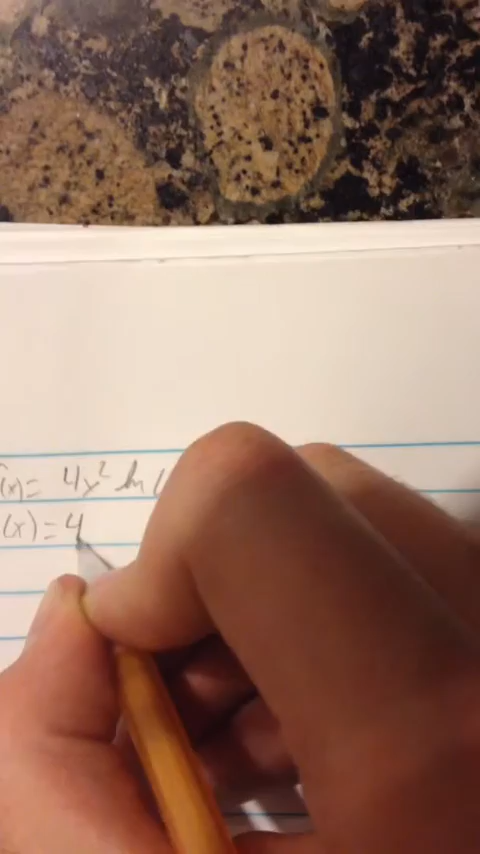 (x) = 4x² ln (
(x) = 4